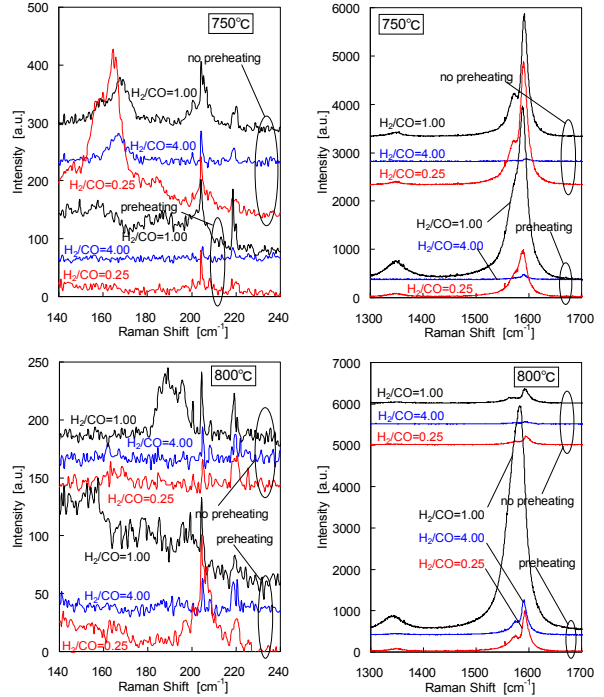 500
400
300
200
100
0
Intensity [a.u.]
750℃
no preheating
H2/CO=1.00
H2/CO=4.00
H2/CO=0.25
preheating
H2/CO=1.00
H2/CO=4.00
H2/CO=0.25
140 160 180 200 220 240
Raman Shift [cm-1]
6000
5000
4000
3000
2000
1000
0
Intensity [a.u.]
750℃
no preheating
H2/CO=1.00
H2/CO=4.00
H2/CO=0.25
H2/CO=1.00
preheating
H2/CO=4.00
H2/CO=0.25
1300 1400 1500 1600 1700
Raman Shift [cm-1]
250
200
150
100
50
0
Intensity [a.u.]
800℃
H2/CO=1.00
H2/CO=4.00
H2/CO=0.25
no preheating
preheating
H2/CO=1.00
H2/CO=4.00
H2/CO=0.25
140 160 180 200 220 240
Raman Shift [cm-1]
7000
6000
5000
4000
3000
2000
1000
0
Intensity [a.u.]
800℃
H2/CO=1.00
H2/CO=4.00
H2/CO=0.25
no preheating
H2/CO=1.00
H2/CO=4.00
H2/CO=0.25
preheating
1300 1400 1500 1600 1700
Raman Shift [cm-1]